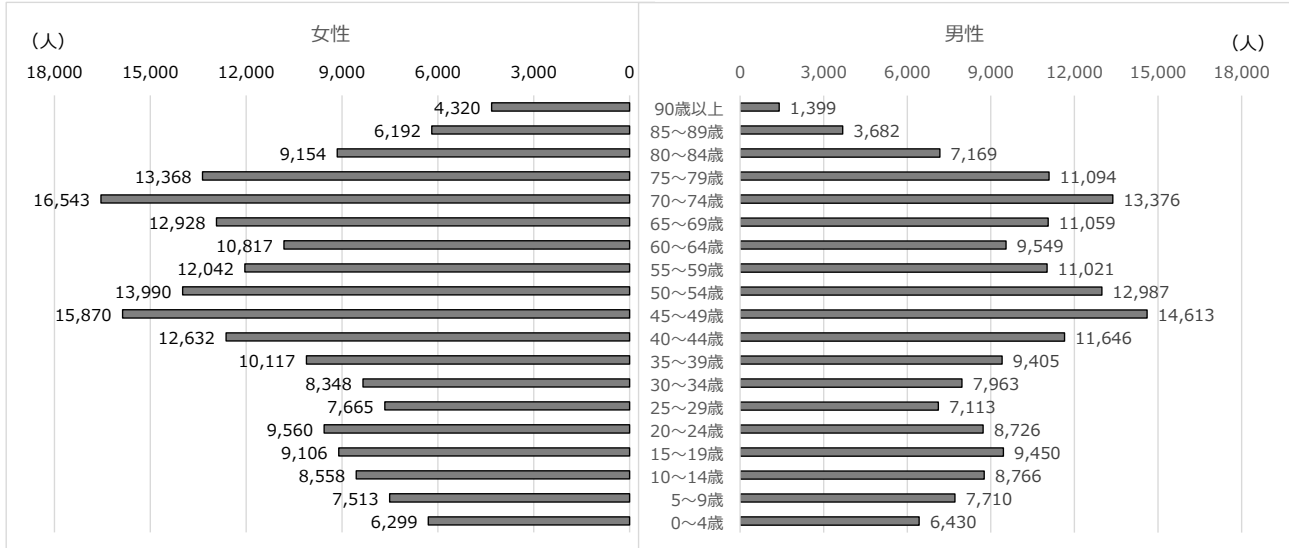 女性 男性
（人） （人）
18,000 15,000 12,000 9,000 6,000 3,000 0 0 3,000 6,000 9,000 12,000 15,000 18,000
4,320 90歳以上 1,399
6,192 85～89歳 3,682
9,154 80～84歳 7,169
13,368 75～79歳 11,094
16,543 70～74歳 13,376
12,928 65～69歳 11,059
10,817 60～64歳 9,549
12,042 55～59歳 11,021
13,990 50～54歳 12,987
15,870 45～49歳 14,613
12,632 40～44歳 11,646
10,117 35～39歳 9,405
8,348 30～34歳 7,963
7,665 25～29歳 7,113
9,560 20～24歳 8,726
9,106 15～19歳 9,450
8,558 10～14歳 8,766
7,513 5～9歳 7,710
6,299 0～4歳 6,430